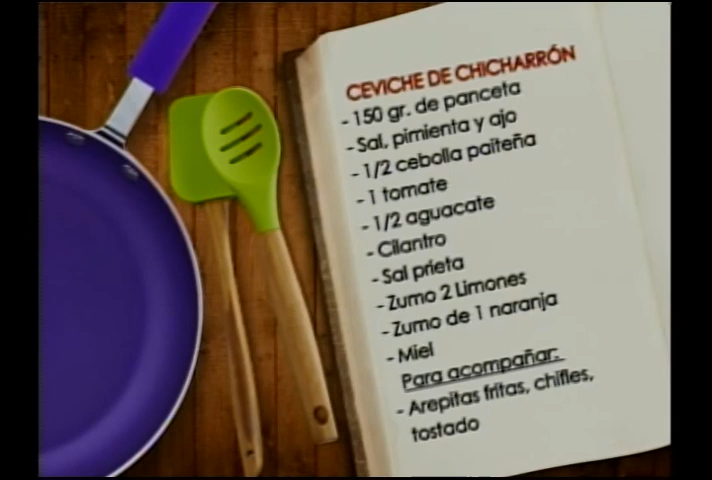 CEVICHE DE CHICHARRÓN
- 150 gr. de panceta
- Sal, pimienta y ajo
- 1/2 cebolla paiteña
- 1 tomate
- 1/2 aguacate
- Cilantro
- Sal prieta
- Zumo 2 Limones
- Zumo de 1 naranja
- Miel
Para acompañar:
- Arepitas fritas, chifles,
tostado